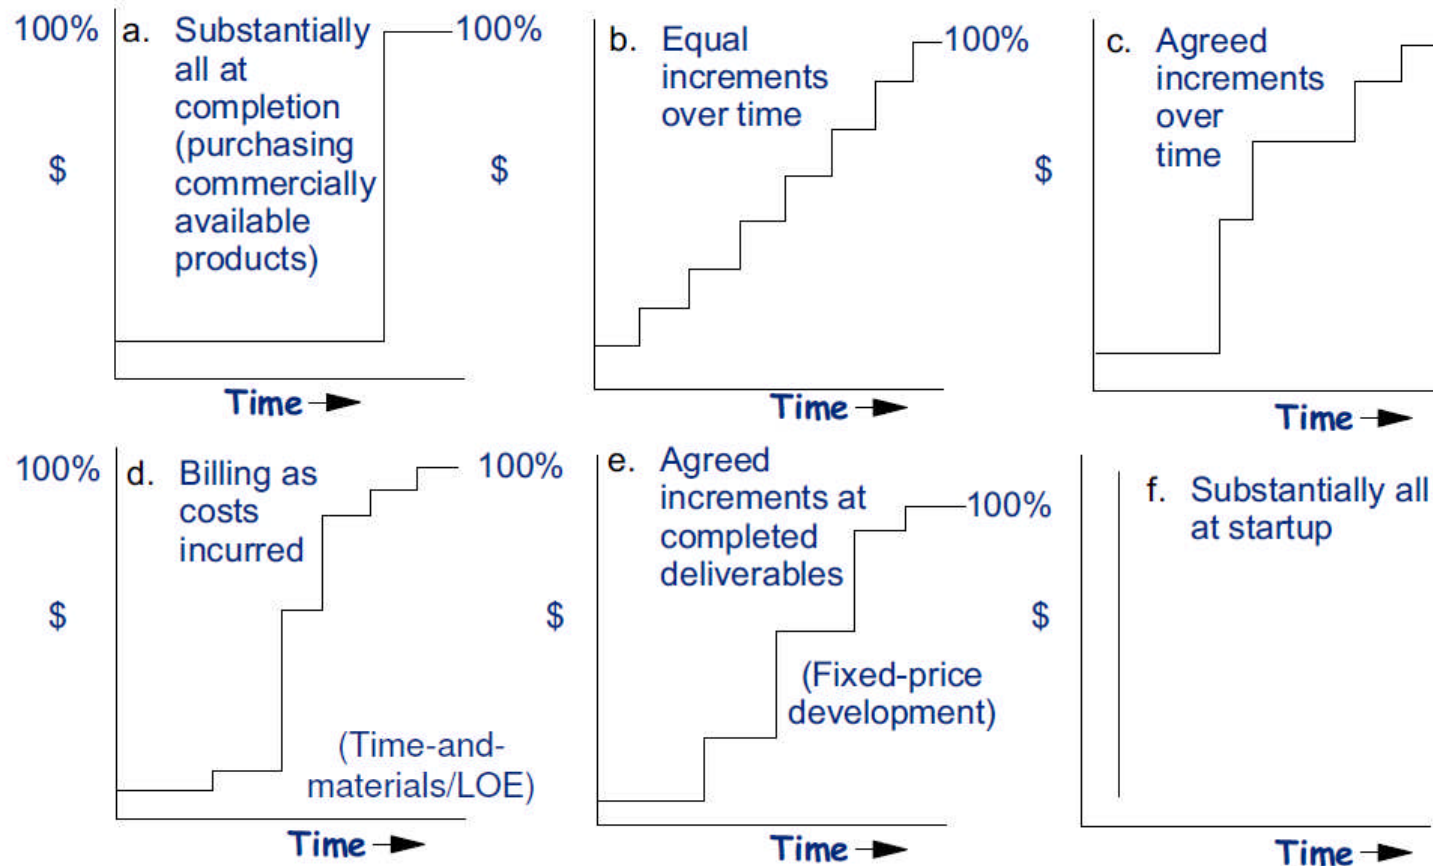 100%
a. Substantially
all at
completion
(purchasing
commercially
available
products)
100%
$
Time
b. Equal
increments
over time
100%
$
Time
c. Agreed
increments
over
time
$
Time
100%
d. Billing as
costs
incurred
100%
$
(Time-and-
materials/LOE)
Time
e. Agreed
increments at
completed
deliverables
100%
$
(Fixed-price
development)
Time
f. Substantially all
at startup
$
Time